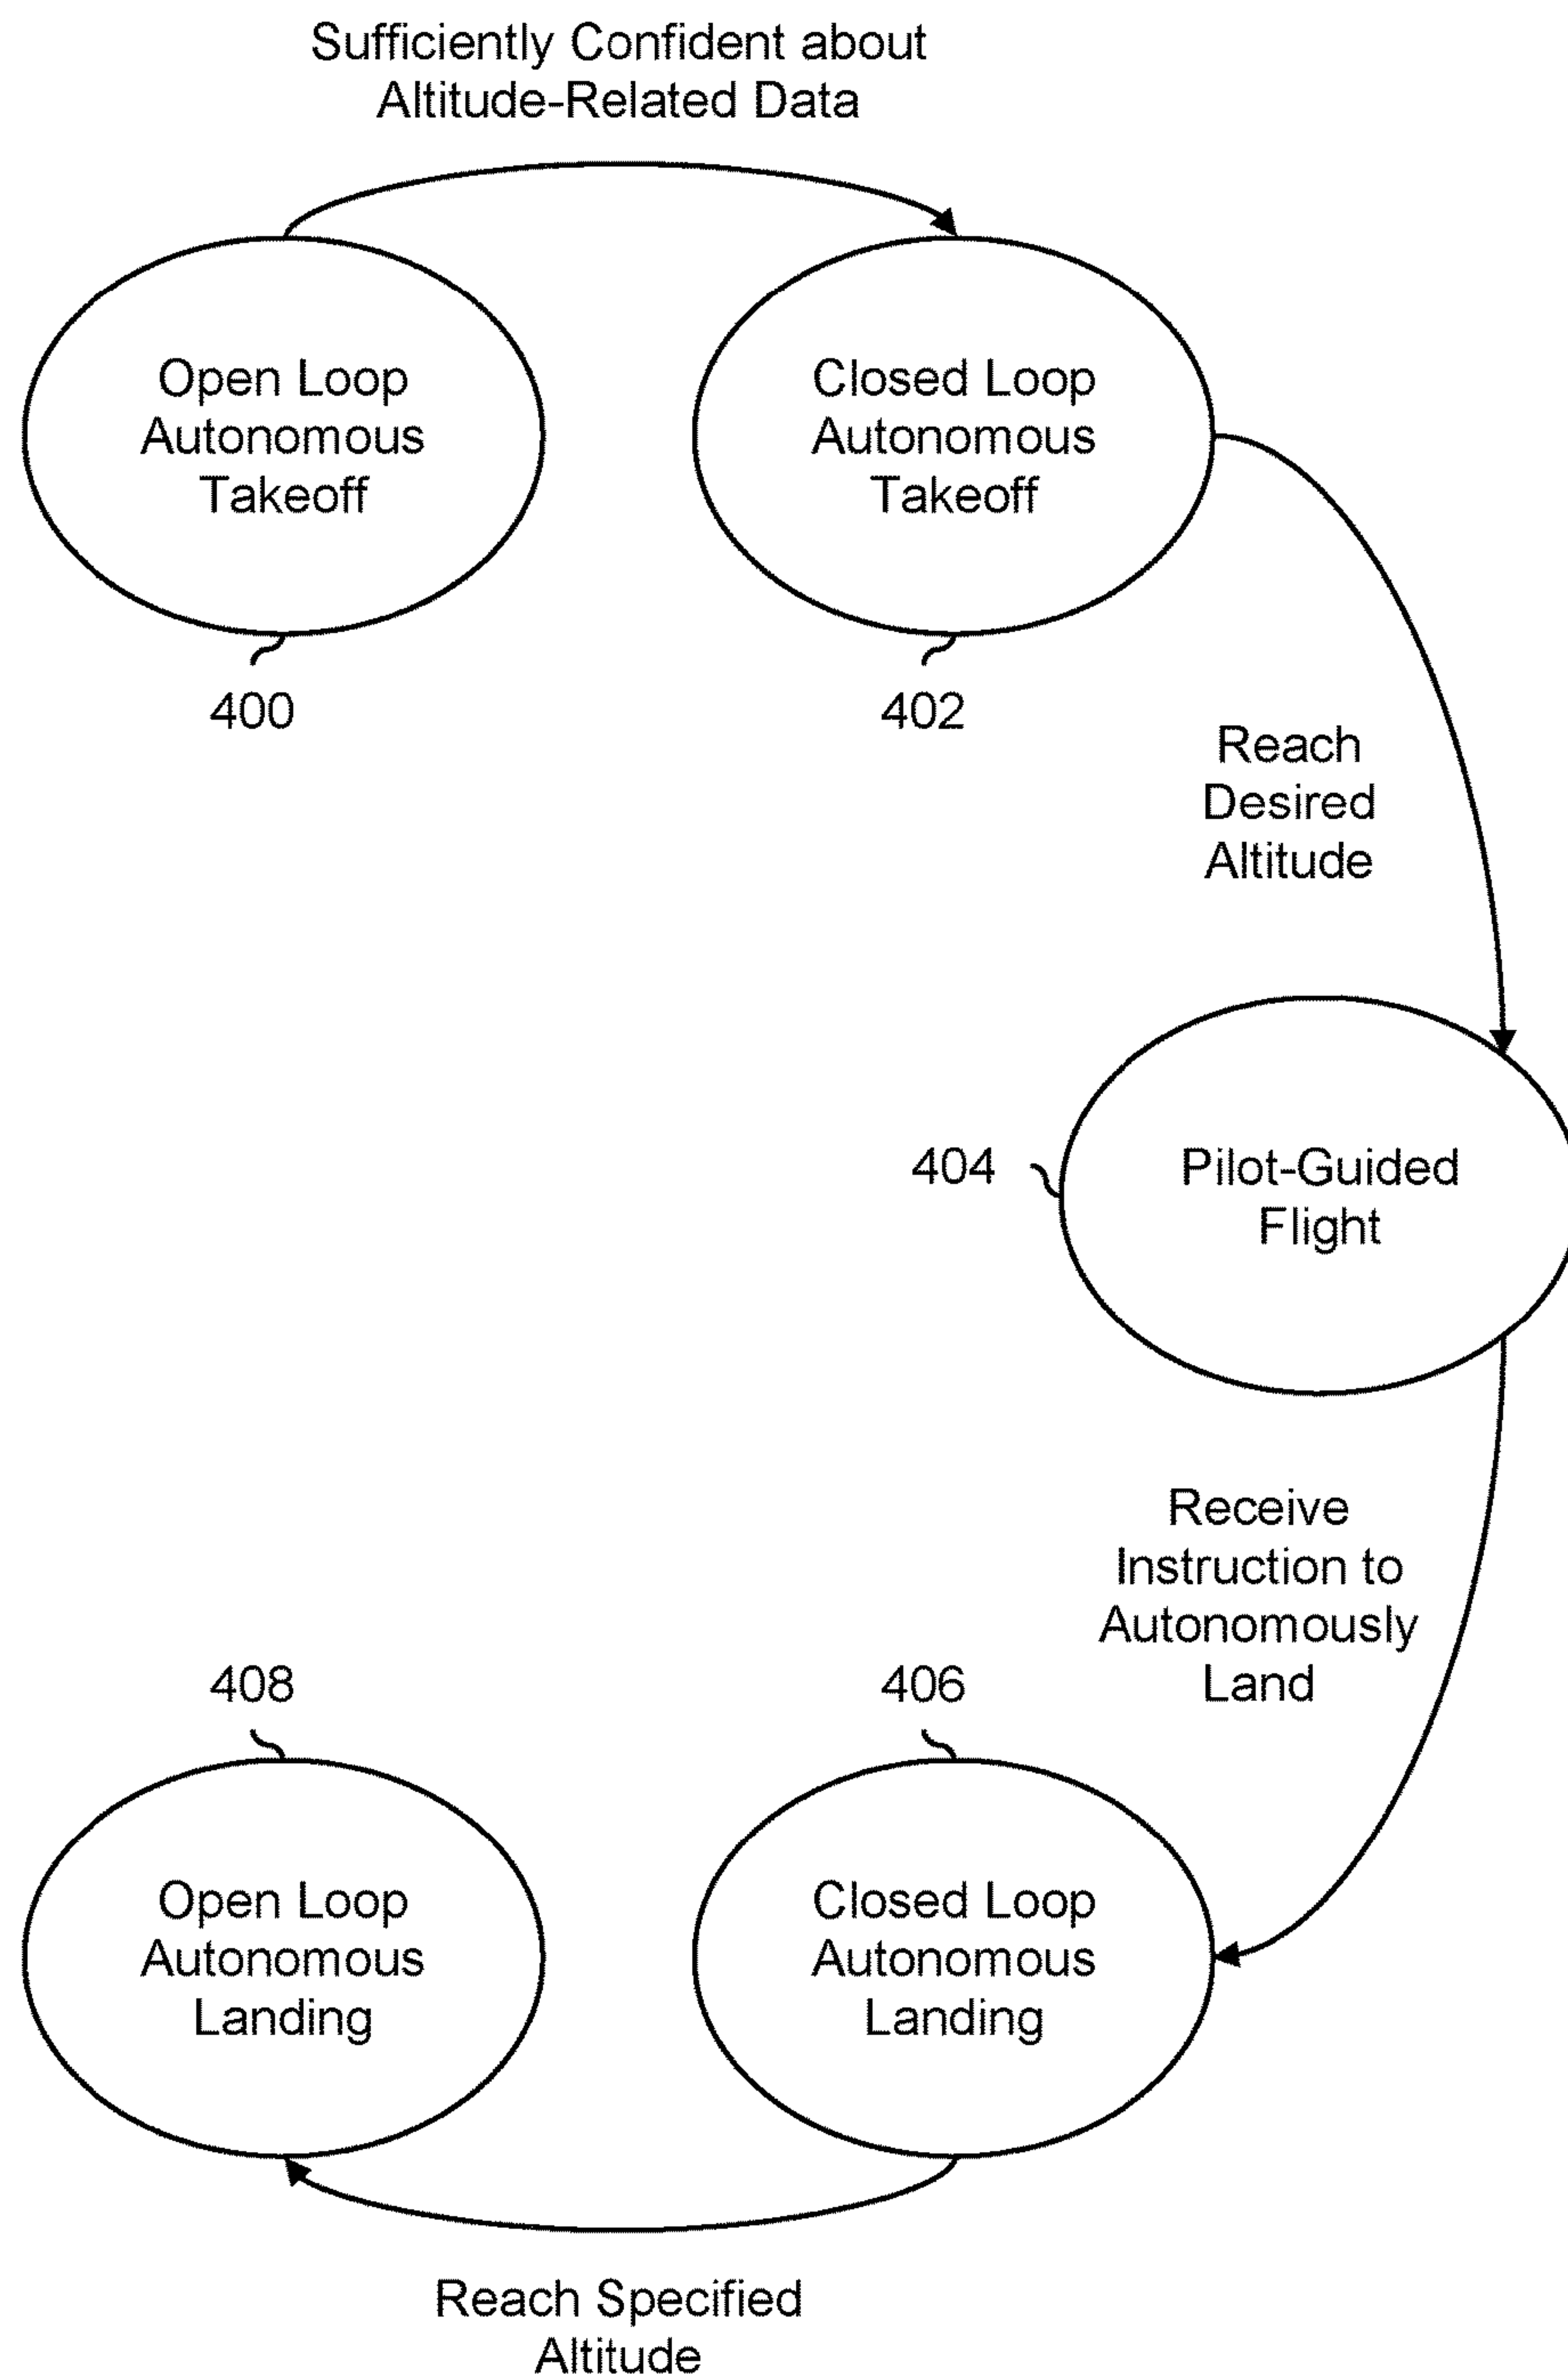 Sufficiently Confident about
Altitude-Related Data
Open Loop
Autonomous
Takeoff
400
Closed Loop
Autonomous
Takeoff
402
Reach
Desired
Altitude
404
Pilot-Guided
Flight
Receive
Instruction to
Autonomously
Land
408
406
Open Loop
Autonomous
Landing
Closed Loop
Autonomous
Landing
Reach Specified
Altitude